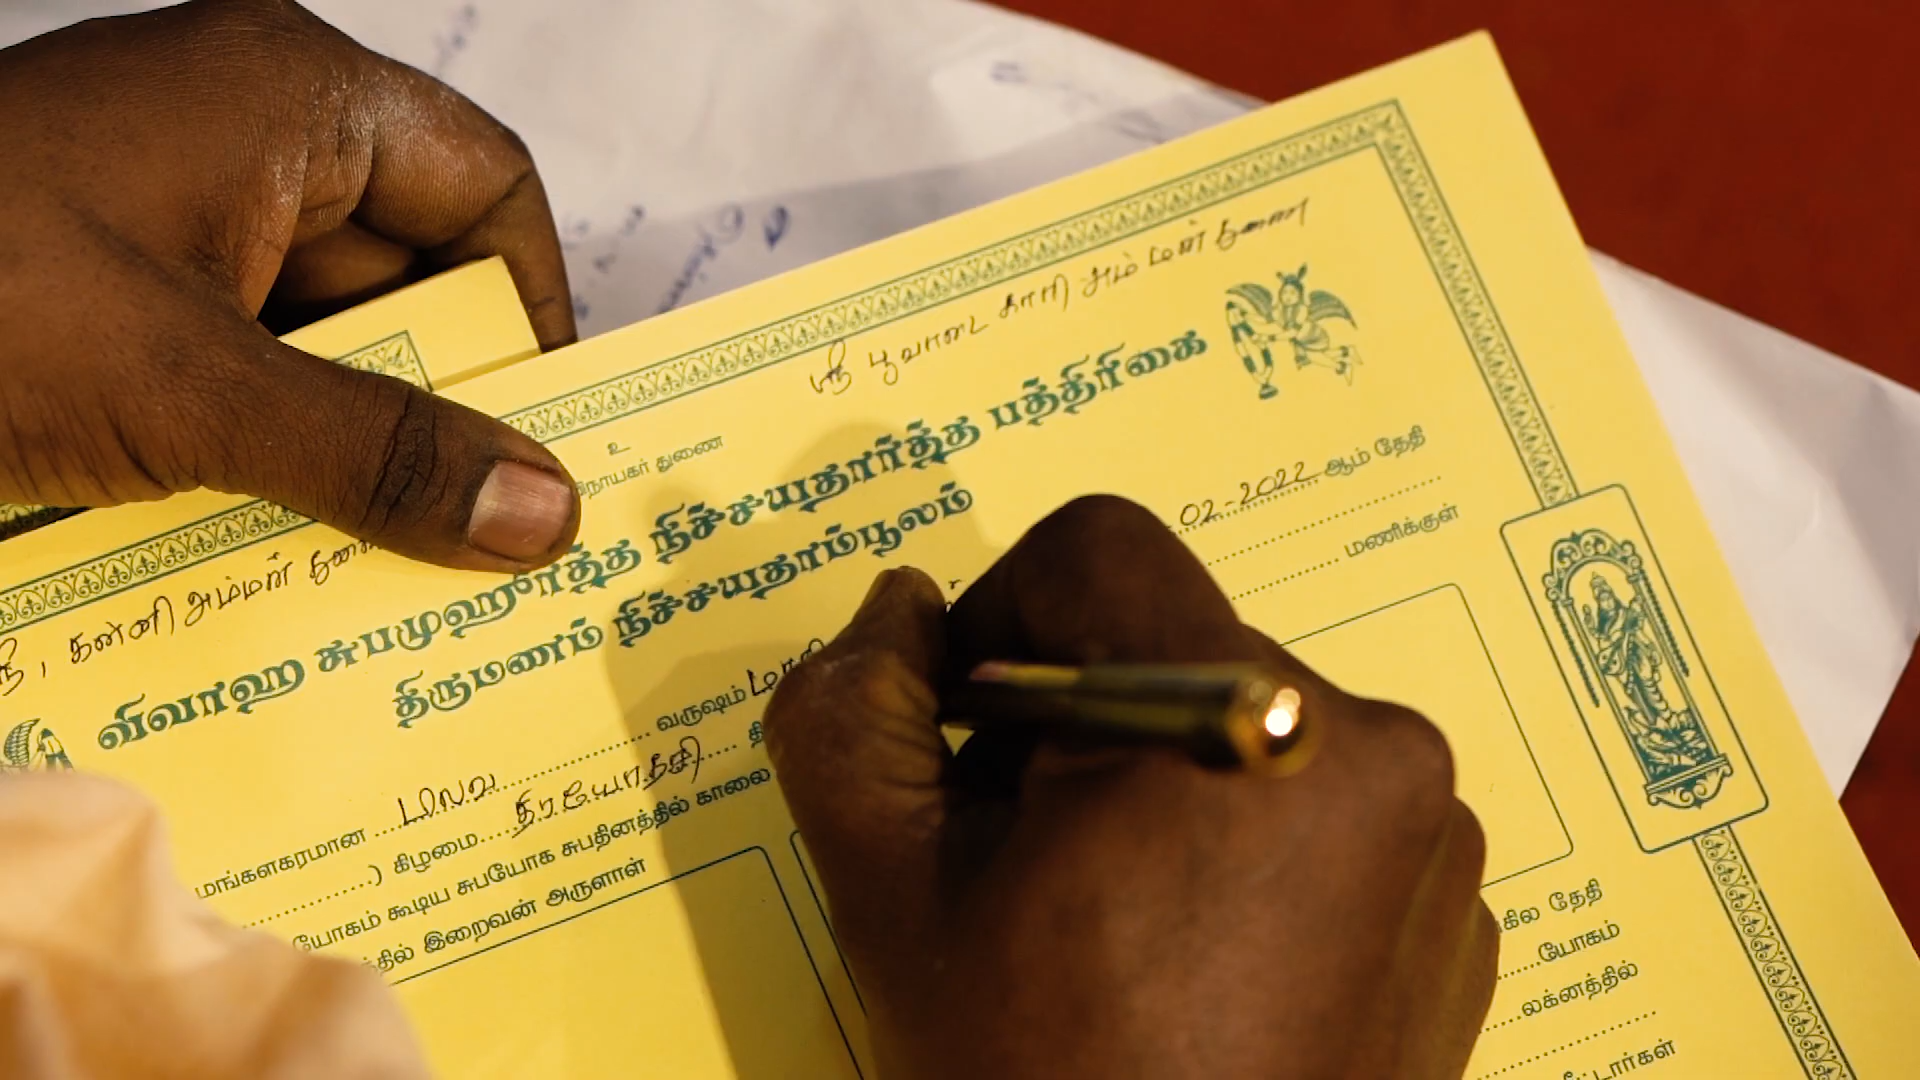 ஸ்ரீ பூவாடை காரி அம்மன் துணை
உ
விநாயகர் துணை
ஸ்ரீ, கன்னி அம்மன்
விவாஹ சுபமுஹூர்த்த நிச்சயதார்த்த பத்திரிகை
திருமணம் நிச்சயதாம்பூலம்
மங்களகரமான பிலவ வருஷம் -02-2022 ஆம் தேதி
) கிழமை திரயோதசி
யோகம் கூடிய சுபயோக சுபதினத்தில் காலை மணிக்குள்
இறைவன் அருளாள்
தேதி
யோகம்
லக்னத்தில்